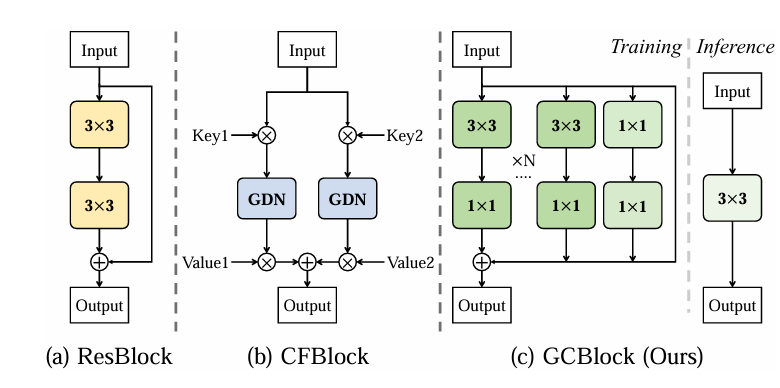 Input
3×3
3×3
Output
(a) ResBlock
Input
Key1
Key2
GDN
GDN
Value1
Value2
Output
(b) CFBlock
Training
Inference
Input
3×3
3×3
1×1
×N
....
1×1
1×1
1×1
Output
Input
3×3
Output
(c) GCBlock (Ours)